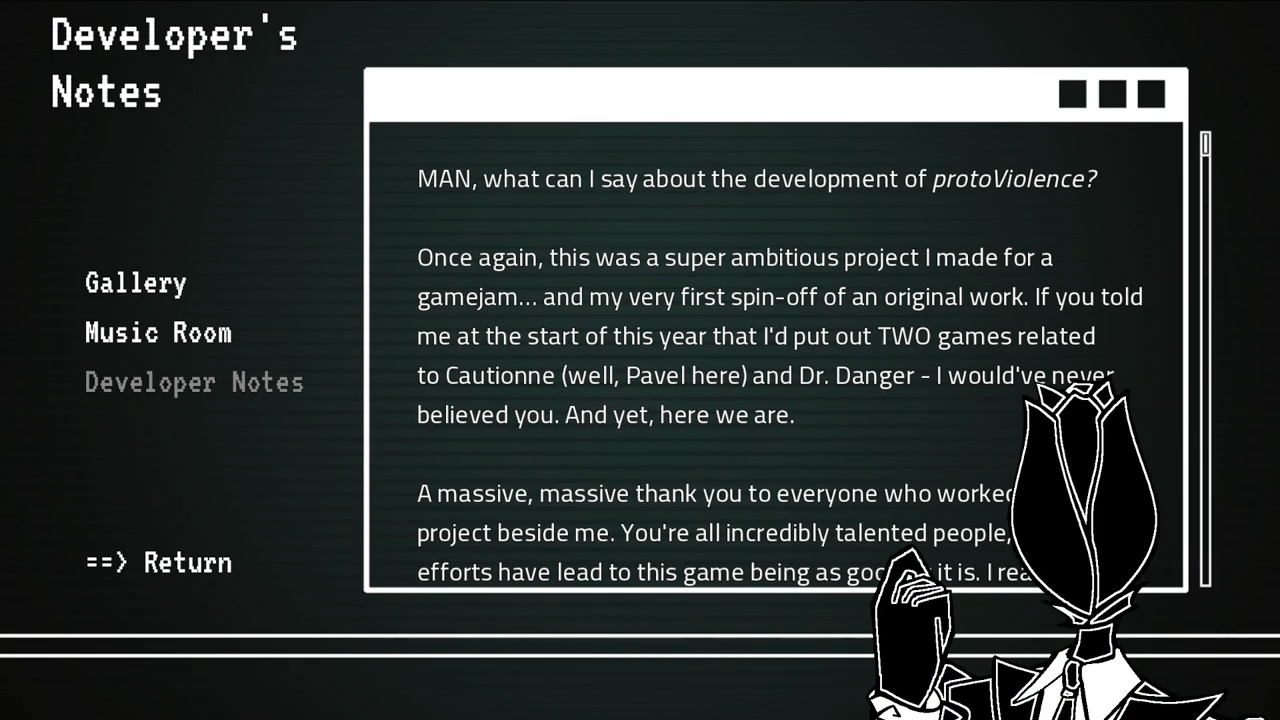 Developer's
Notes
Gallery
Music Room
Developer Notes
==> Return
MAN, what can I say about the development of protoViolence?
Once again, this was a super ambitious project I made for a
gamejam... and my very first spin-off of an original work. If you told
me at the start of this year that I'd put out TWO games related
to Cautionne (well, Pavel here) and Dr. Danger - I would've never
believed you. And yet, here we are.
A massive, massive thank you to everyone who worked
project beside me. You're all incredibly talented people,
efforts have lead to this game being as it is. I